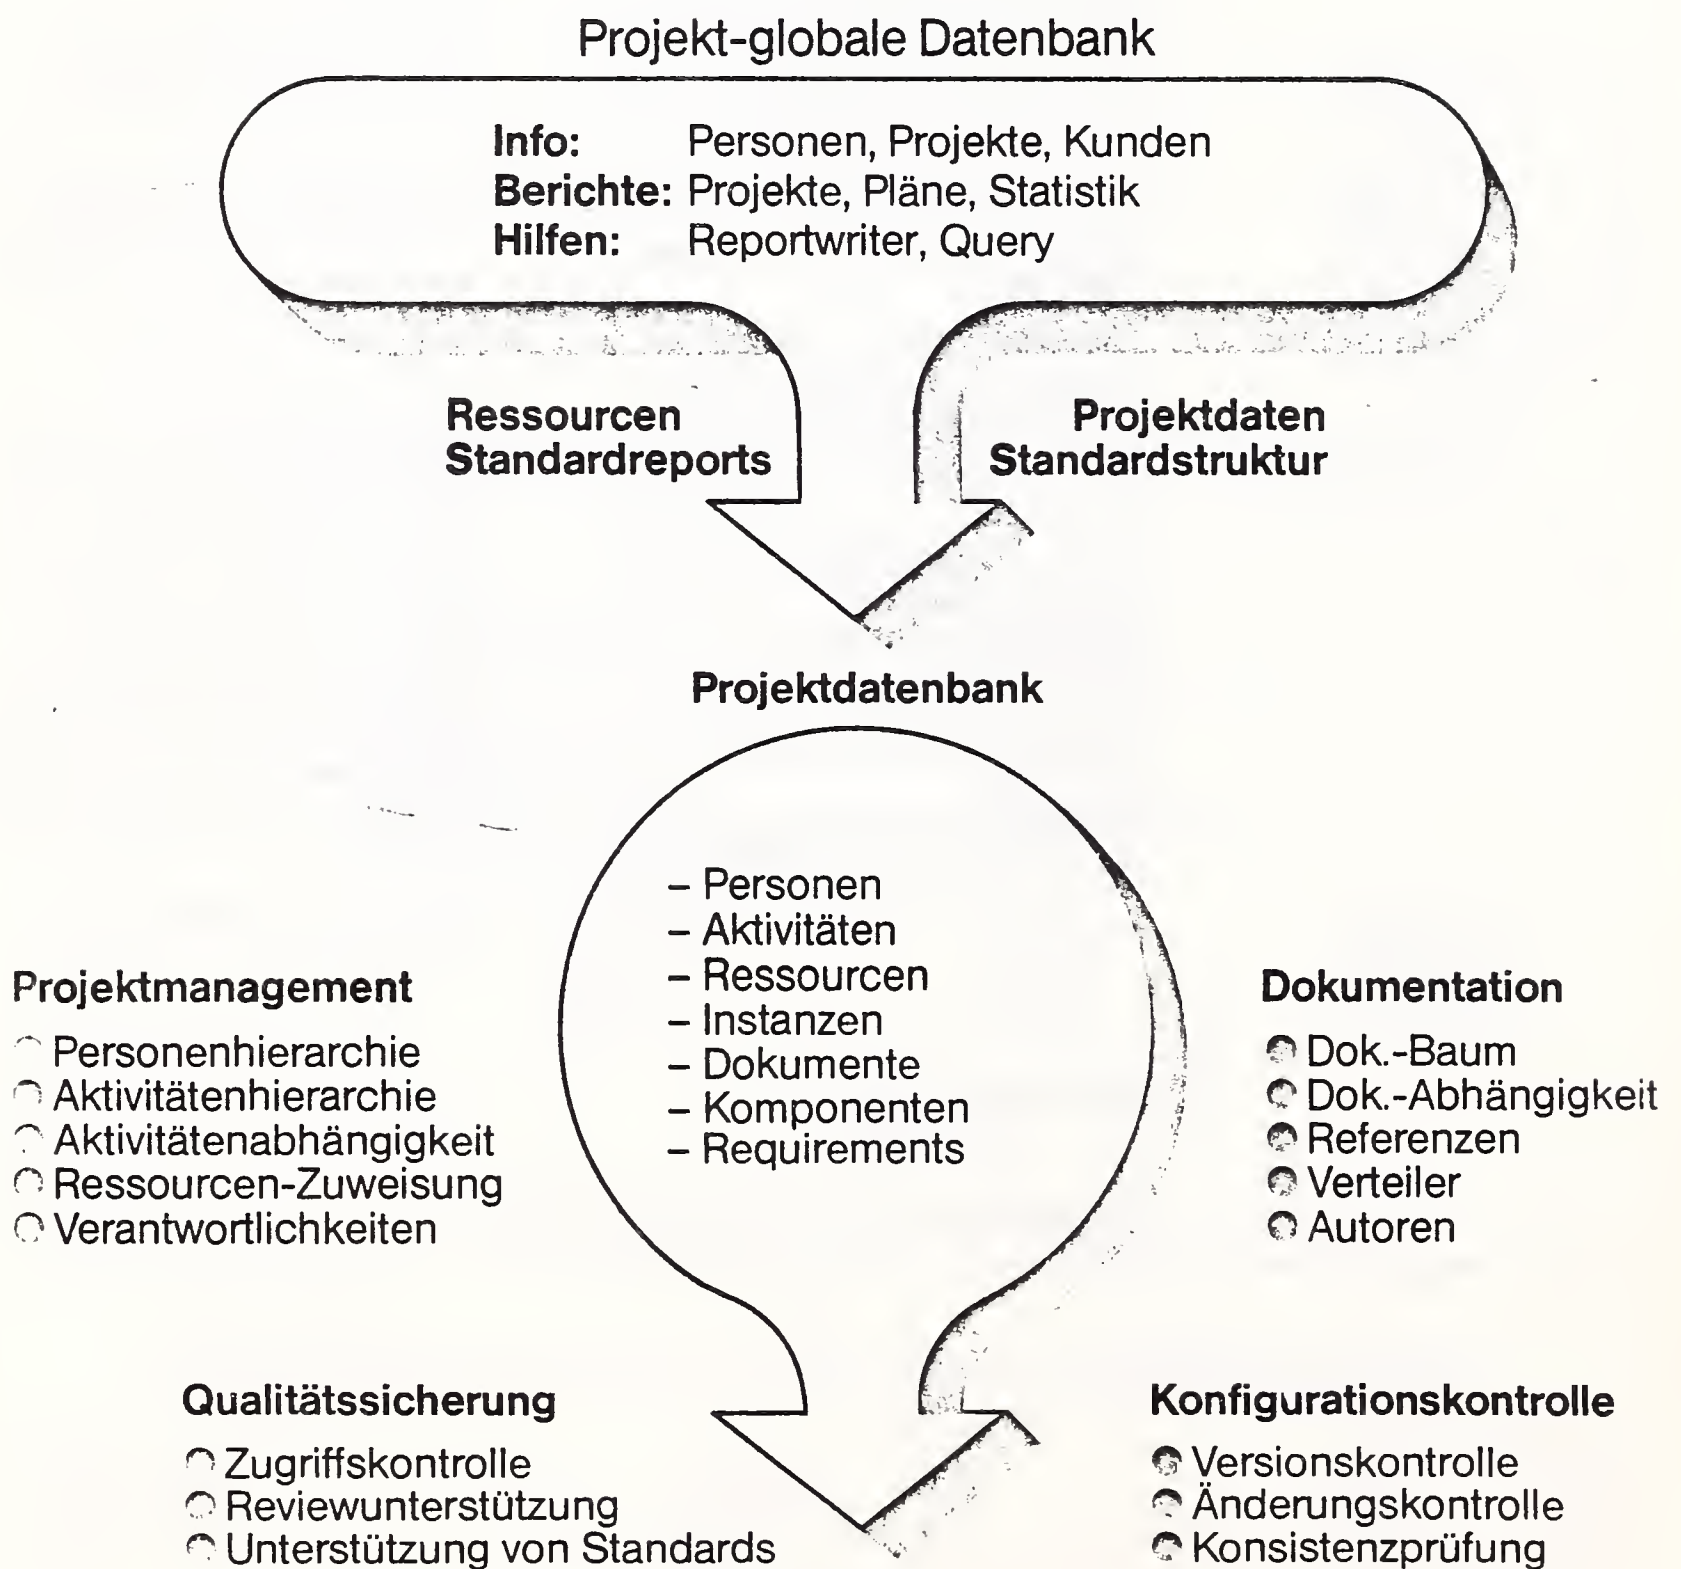 Projekt-globale Datenbank
Info: Personen, Projekte, Kunden
Berichte: Projekte, Pläne, Statistik
Hilfen: Reportwriter, Query
Ressourcen
Standardreports
Projektdaten
Standardstruktur
Projektdatenbank
– Personen
– Aktivitäten
– Ressourcen
– Instanzen
– Dokumente
– Komponenten
– Requirements
Projektmanagement
Personenhierarchie
Aktivitätenhierarchie
Aktivitätenabhängigkeit
Ressourcen-Zuweisung
Verantwortlichkeiten
Dokumentation
Dok.-Baum
Dok.-Abhängigkeit
Referenzen
Verteiler
Autoren
Qualitätssicherung
Zugriffskontrolle
Reviewunterstützung
Unterstützung von Standards
Konfigurationskontrolle
Versionskontrolle
Änderungskontrolle
Konsistenzprüfung